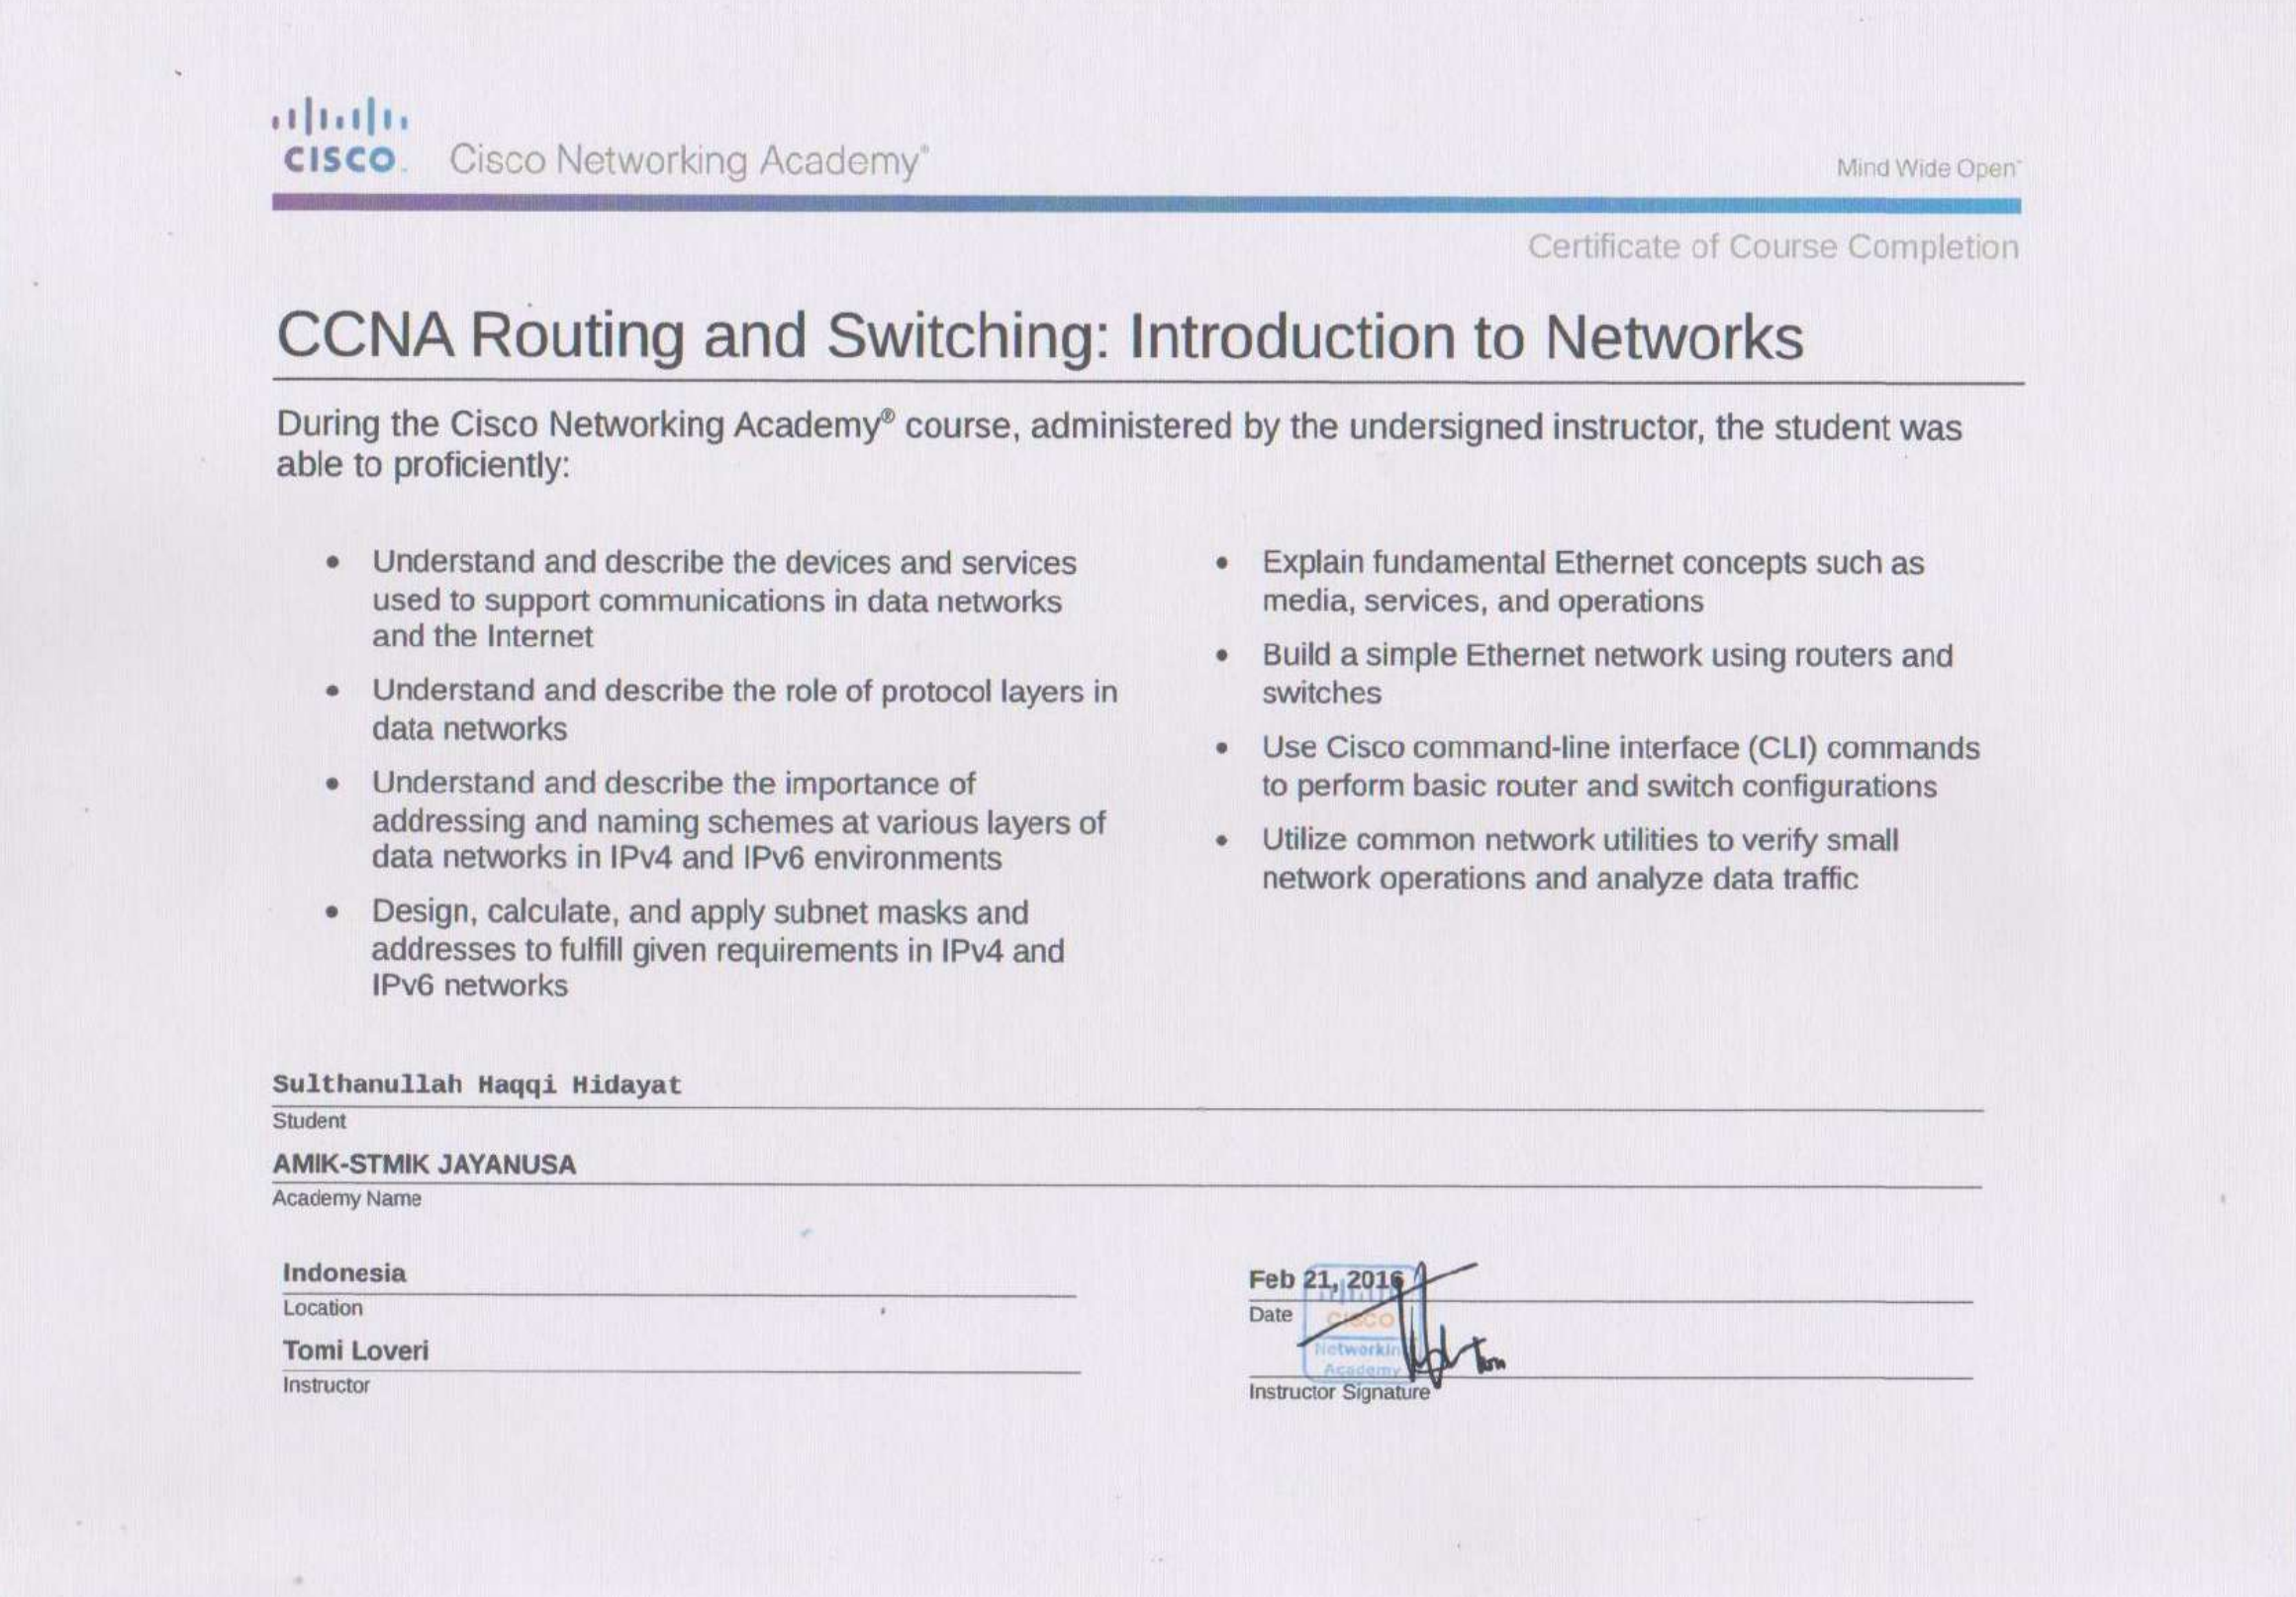 CISCO
Cisco Networking Academy®
Mind Wide Open™
Certificate of Course Completion
CCNA Routing and Switching: Introduction to Networks
During the Cisco Networking Academy® course, administered by the undersigned instructor, the student was
able to proficiently:
• Understand and describe the devices and services
used to support communications in data networks
and the Internet
• Understand and describe the role of protocol layers in
data networks
• Understand and describe the importance of
addressing and naming schemes at various layers of
data networks in IPv4 and IPv6 environments
• Design, calculate, and apply subnet masks and
addresses to fulfill given requirements in IPv4 and
IPv6 networks
• Explain fundamental Ethernet concepts such as
media, services, and operations
• Build a simple Ethernet network using routers and
switches
• Use Cisco command-line interface (CLI) commands
to perform basic router and switch configurations
• Utilize common network utilities to verify small
network operations and analyze data traffic
Sulthanullah Haqqi Hidayat
Student
AMIK-STMIK JAYANUSA
Academy Name
Indonesia
Location
Tomi Loveri
Instructor
Feb 21, 2016
Date
CISCO
Academy
Instructor Signature